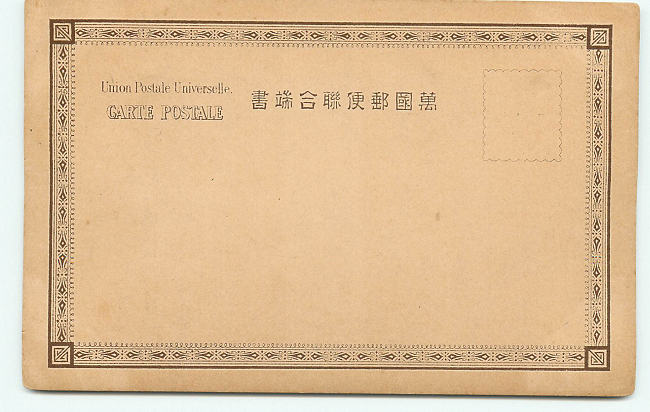 Union Postale Universelle.
CARTE POSTALE
萬國郵便聯合端書